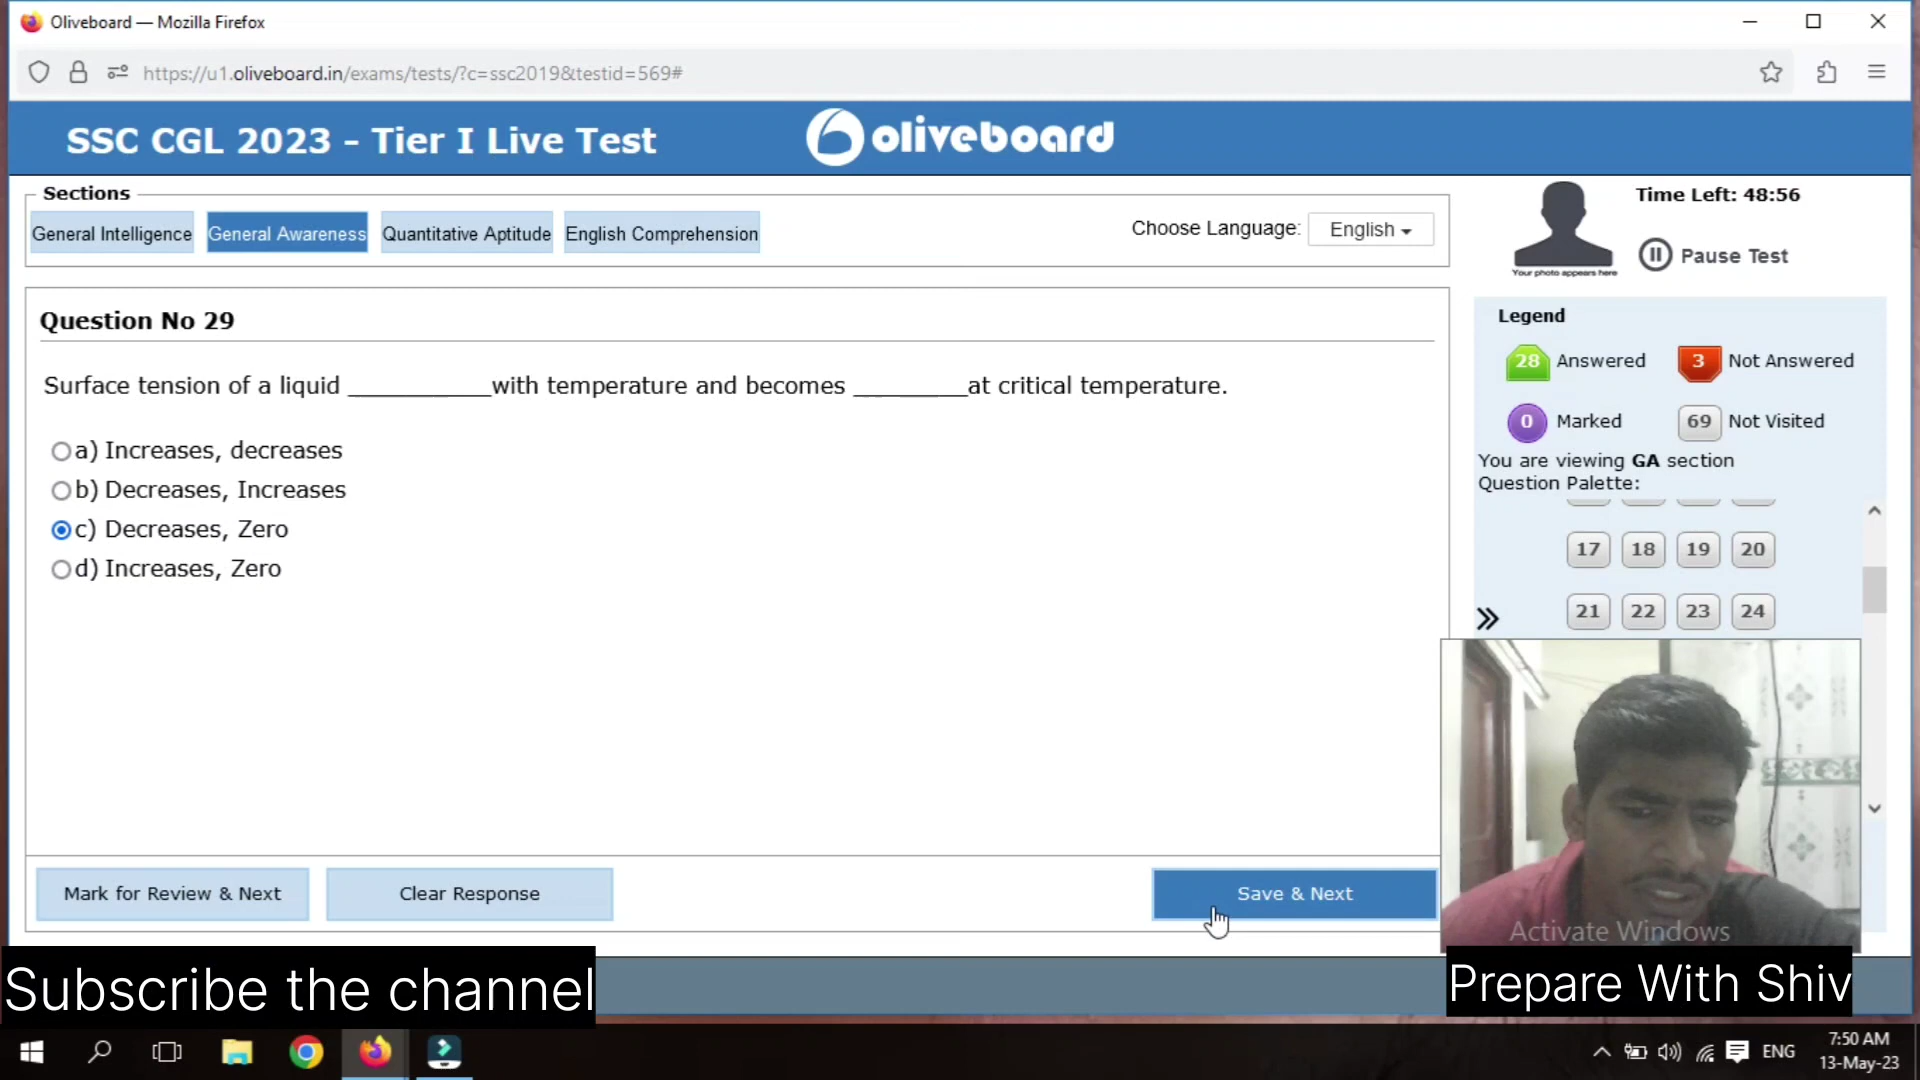 Oliveboard — Mozilla Firefox
https://u1.oliveboard.in/exams/tests/?c=ssc2019&testid=569#
SSC CGL 2023 - Tier I Live Test
oliveboard
Sections
General Intelligence
General Awareness
Quantitative Aptitude
English Comprehension
Choose Language:
English
Your photo appears here
Time Left: 48:56
Pause Test
Question No 29
Surface tension of a liquid ___________with temperature and becomes _________at critical temperature.
a) Increases, decreases
b) Decreases, Increases
c) Decreases, Zero
d) Increases, Zero
Legend
28 Answered
3 Not Answered
0 Marked
69 Not Visited
You are viewing GA section
Question Palette:
17 18 19 20
21 22 23 24
Mark for Review & Next
Clear Response
Save & Next
Activate Windows
Subscribe the channel
Prepare With Shiv
ENG
7:50 AM
13-May-23